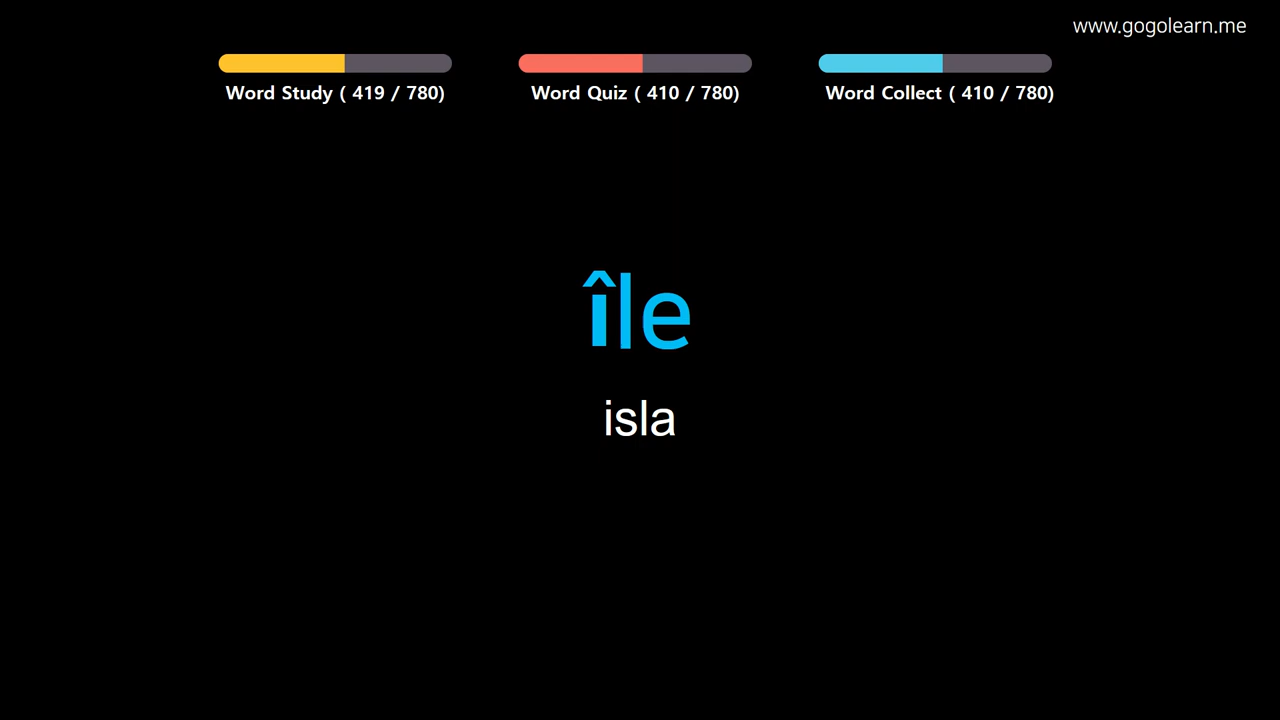 www.gogolearn.me
Word Study ( 419 / 780)
Word Quiz ( 410 / 780)
Word Collect ( 410 / 780)
île
isla